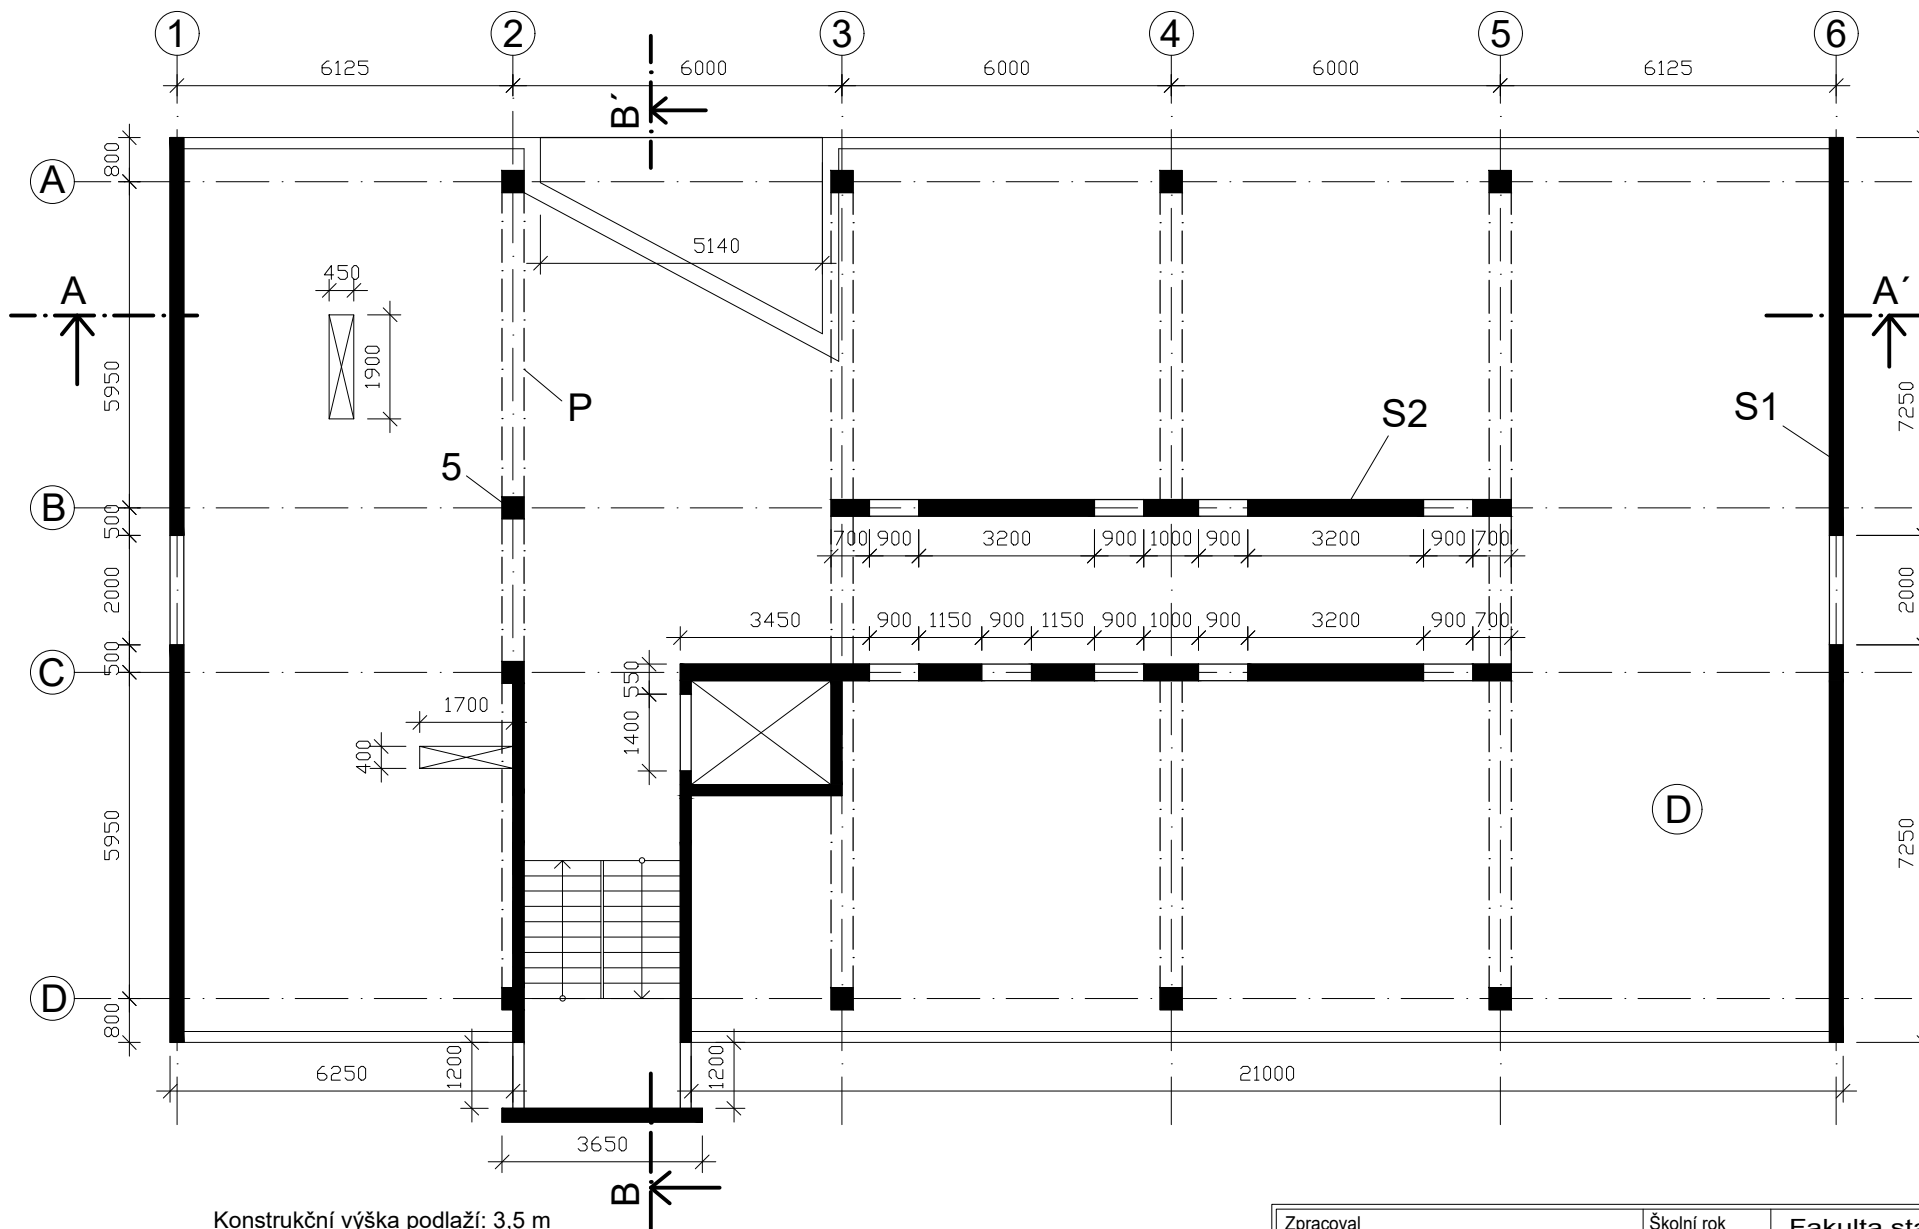 1 2 3 4 5 6
6125 6000 6000 6000 6125
B´
800
A
5140
450
A A´
1900
5950
P
S2
S1
7250
5
B
500
700 900 3200 900 1000 900 3200 900 700
2000
2000
3450 900 1150 900 1150 900 1000 900 3200 900 700
500
C
550
1700
1400
400
D
5950
7250
D
800
6250 1200 1200 21000
3650
B
Konstrukční výška podlaží: 3,5 m
Zpracoval Školní rok Fakulta sta